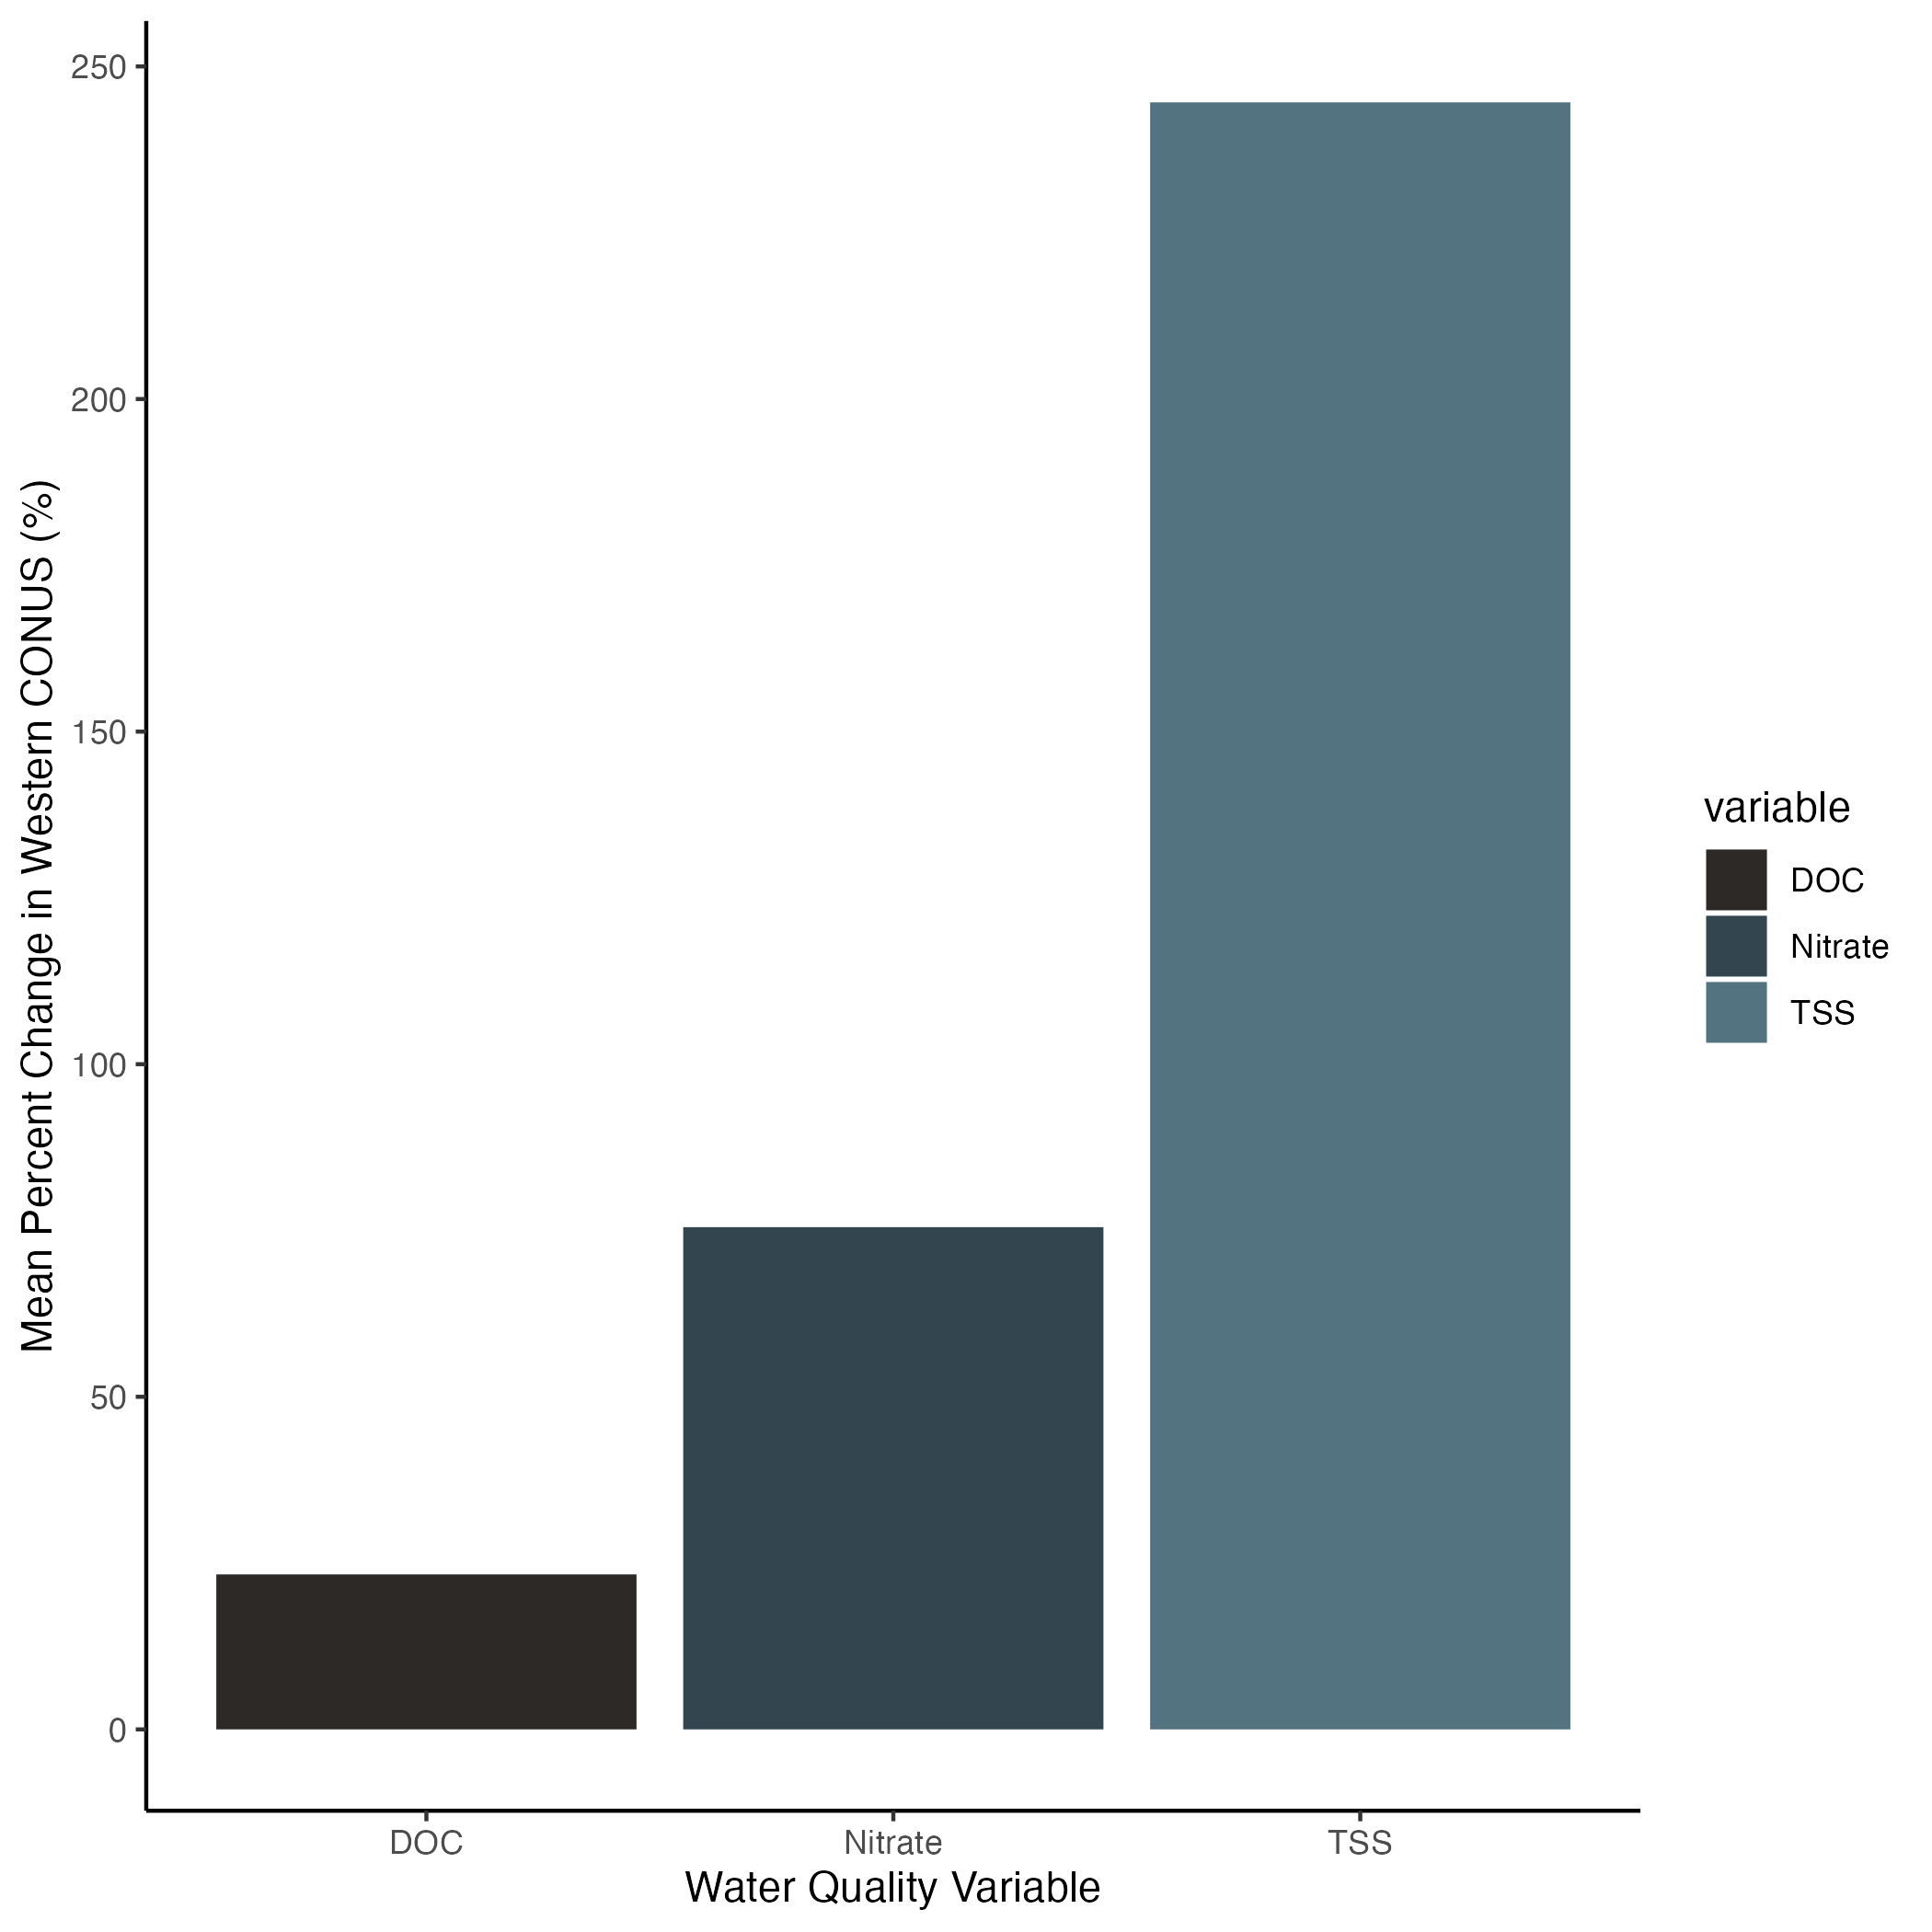 Mean Percent Change in Western CONUS (%)
250
200
150
100
50
0
DOC
Nitrate
TSS
Water Quality Variable
variable
DOC
Nitrate
TSS